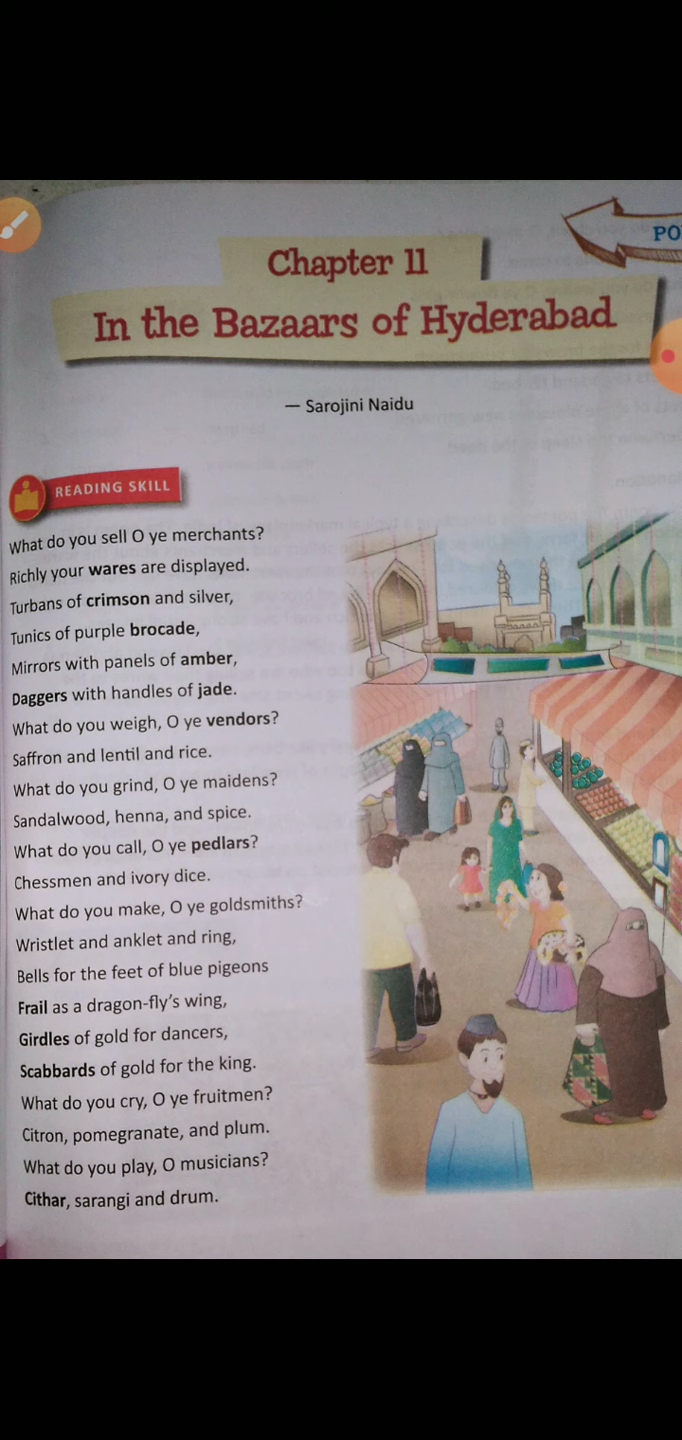 PO
Chapter 11
In the Bazaars of Hyderabad
— Sarojini Naidu
READING SKILL
What do you sell O ye merchants?
Richly your wares are displayed.
Turbans of crimson and silver,
Tunics of purple brocade,
Mirrors with panels of amber,
Daggers with handles of jade.
What do you weigh, O ye vendors?
Saffron and lentil and rice.
What do you grind, O ye maidens?
Sandalwood, henna, and spice.
What do you call, O ye pedlars?
Chessmen and ivory dice.
What do you make, O ye goldsmiths?
Wristlet and anklet and ring,
Bells for the feet of blue pigeons
Frail as a dragon-fly's wing,
Girdles of gold for dancers,
Scabbards of gold for the king.
What do you cry, O ye fruitmen?
Citron, pomegranate, and plum.
What do you play, O musicians?
Cithar, sarangi and drum.